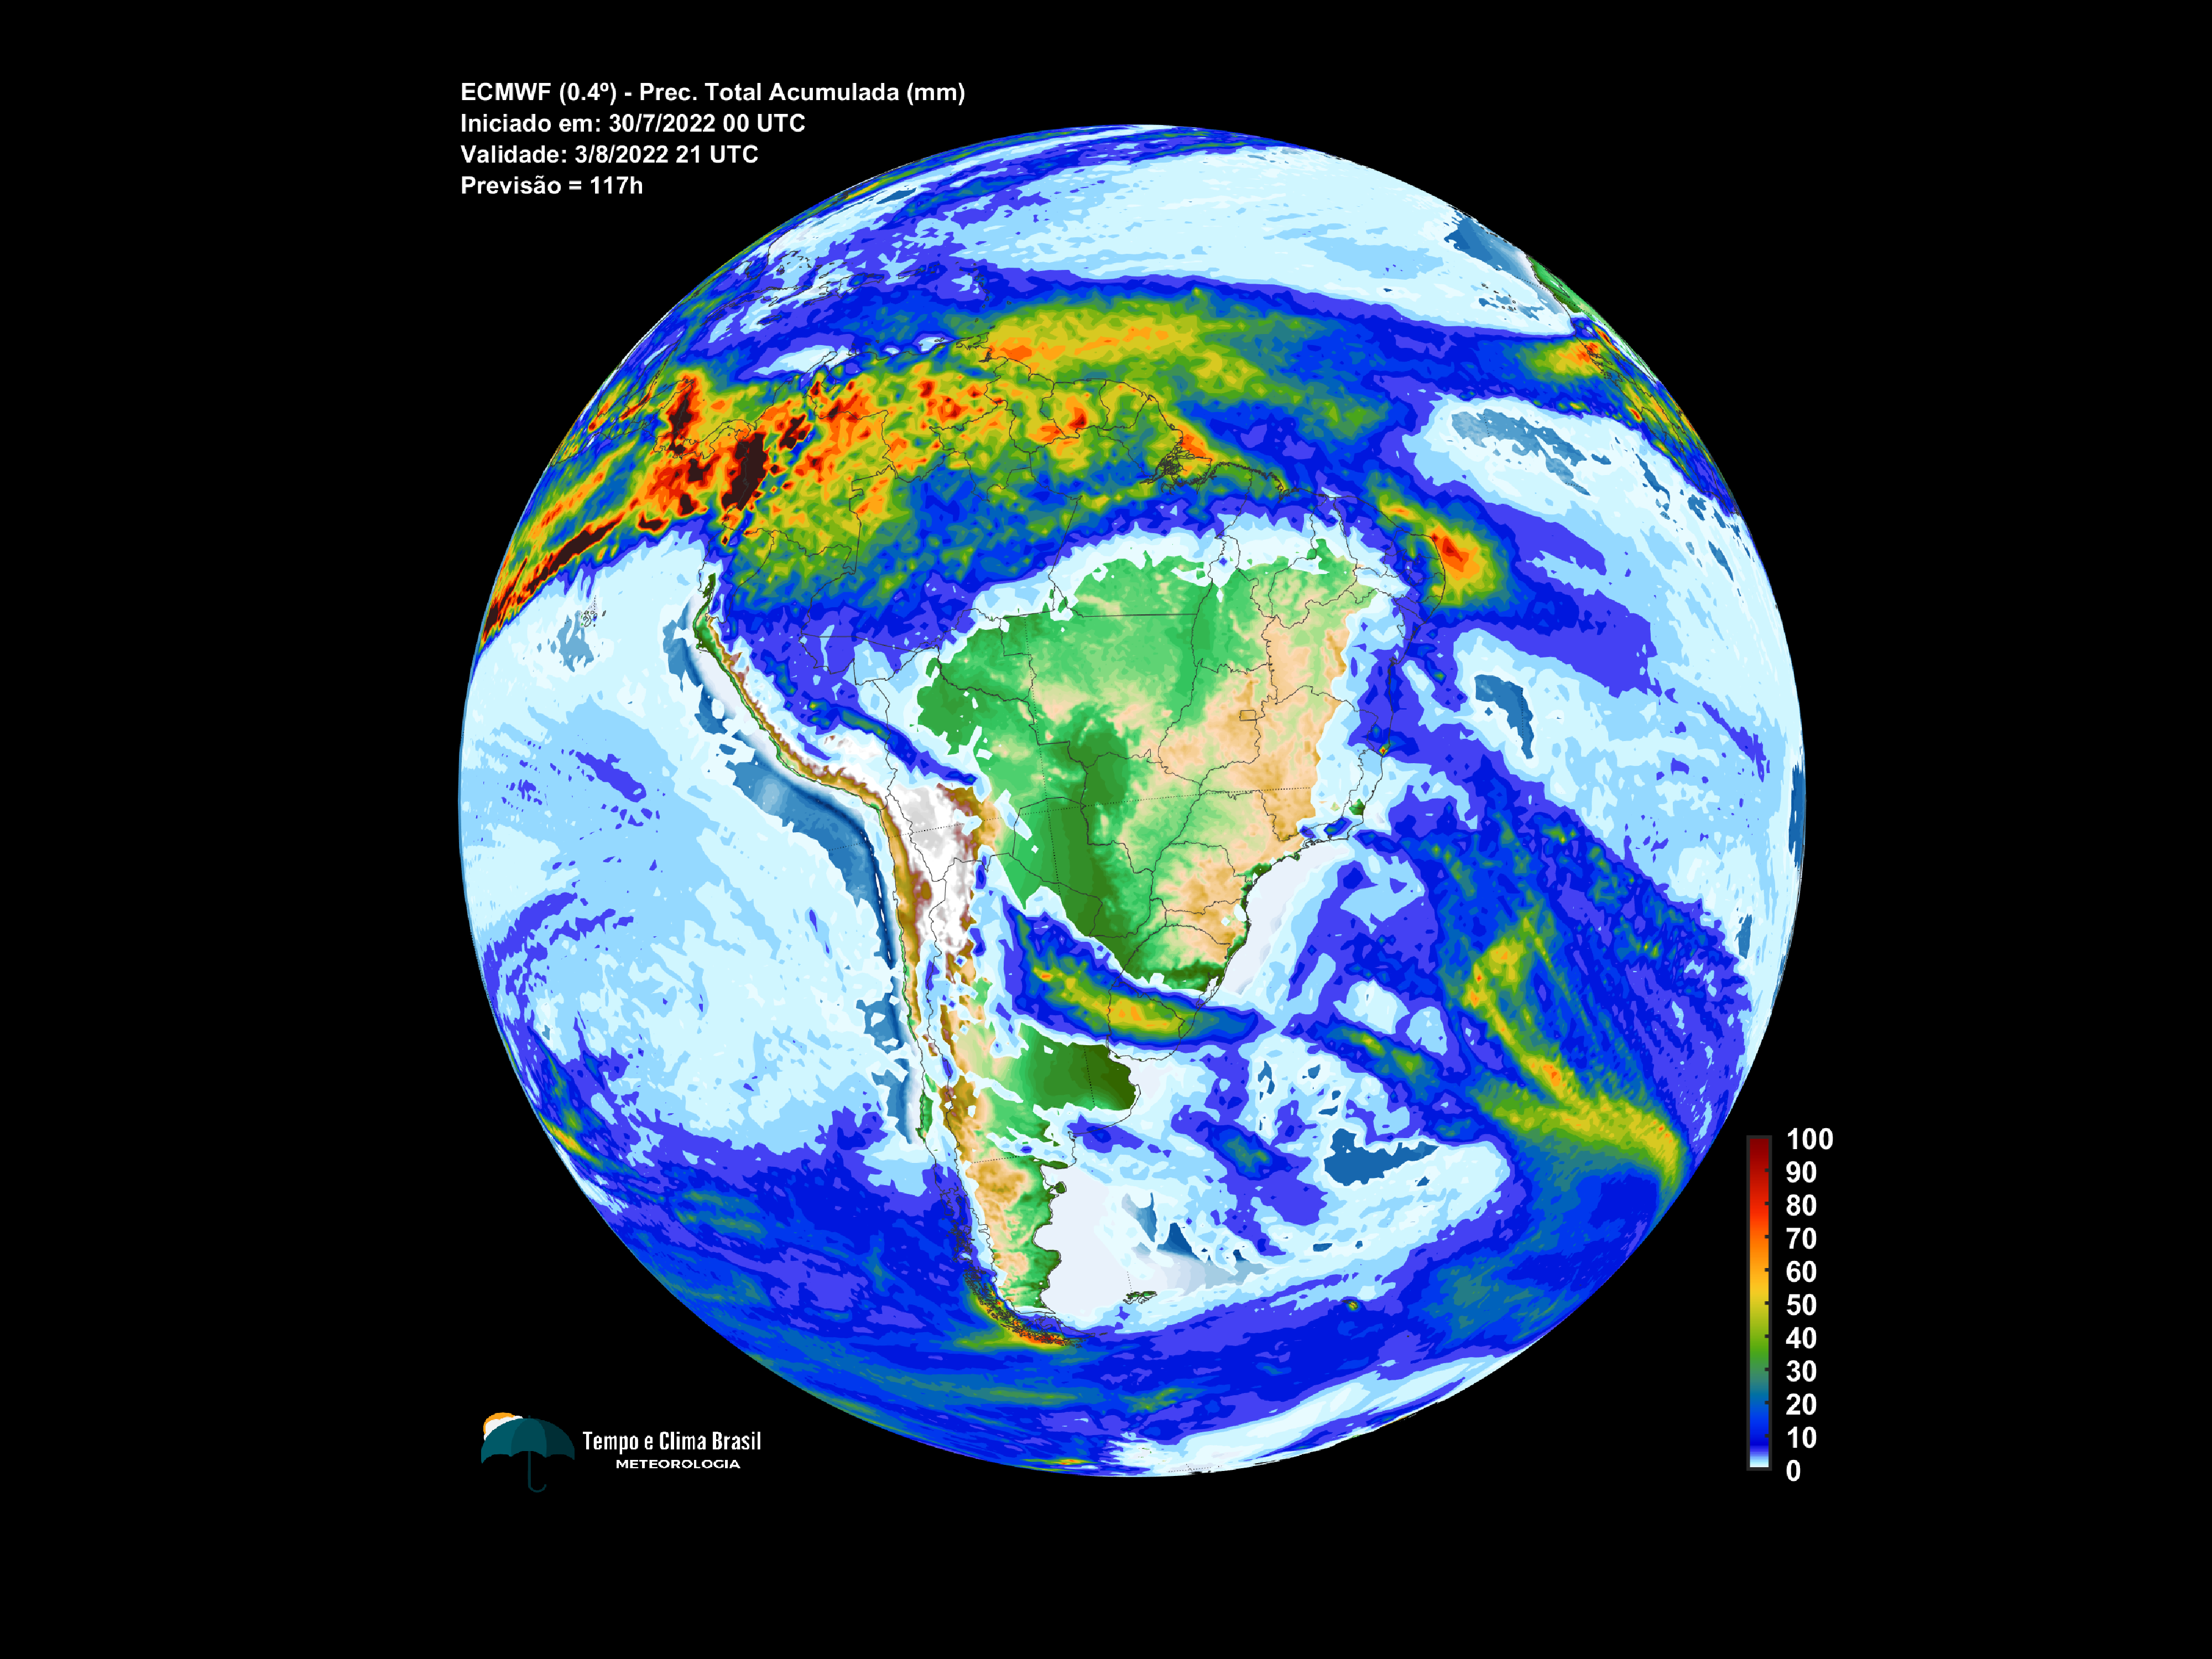 ECMWF (0.4º) - Prec. Total Acumulada (mm)
Iniciado em: 30/7/2022 00 UTC
Validade: 3/8/2022 21 UTC
Previsão = 117h
100
90
80
70
60
50
40
30
20
10
0
Tempo e Clima Brasil
METEOROLOGIA